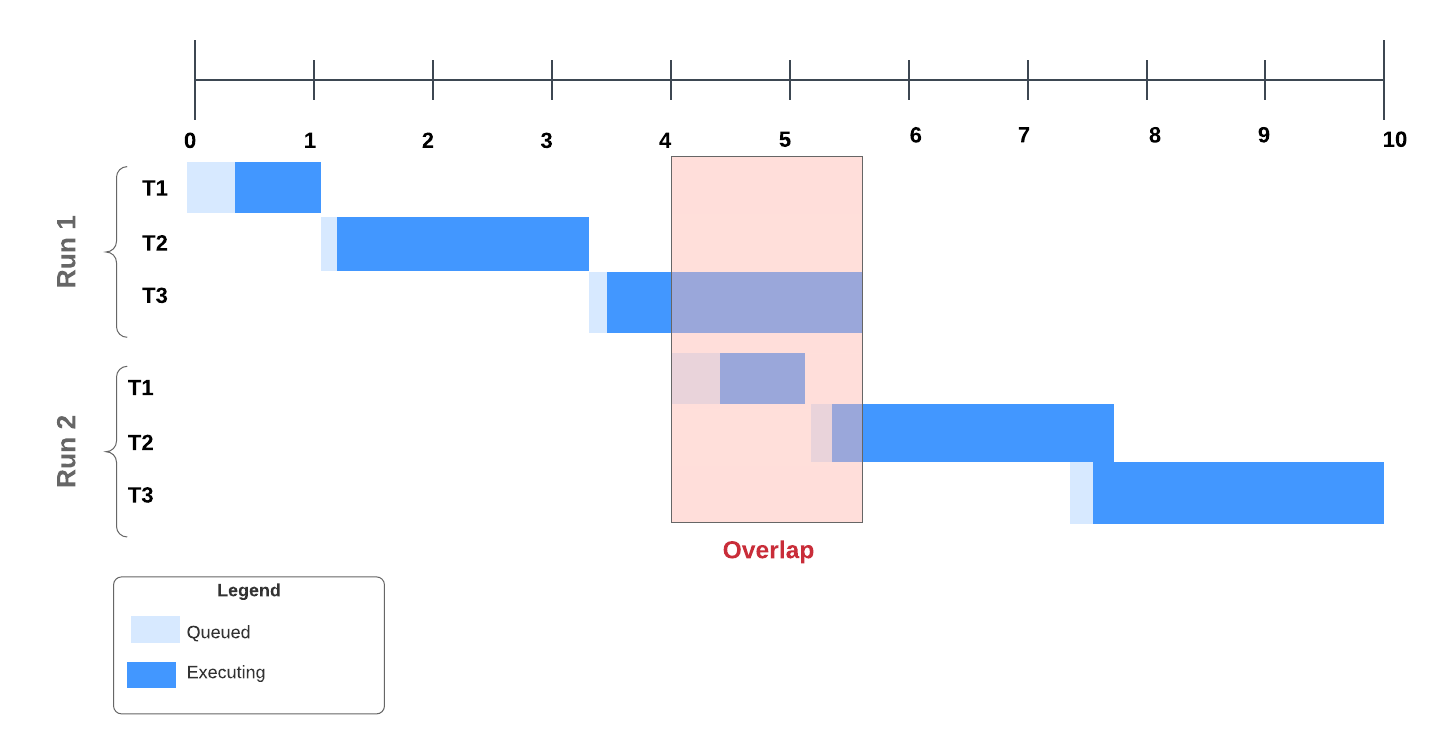 0 1 2 3 4 5 6 7 8 9 10
Run 1
T1
T2
T3
Run 2
T1
T2
T3
Overlap
Legend
Queued
Executing